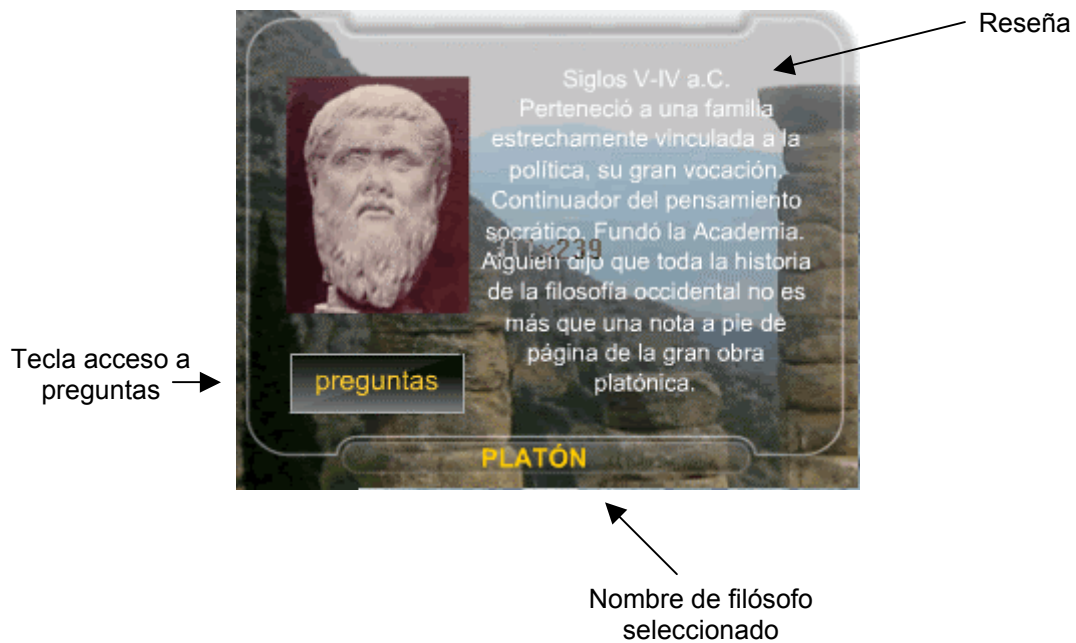 Reseña
Siglos V-IV a.C.
Perteneció a una familia
estrechamente vinculada a la
política, su gran vocación.
Continuador del pensamiento
socrático. Fundó la Academia.
Alguien dijo que toda la historia
de la filosofía occidental no es
más que una nota a pie de
página de la gran obra
platónica.
Tecla acceso a
preguntas
preguntas
PLATÓN
Nombre de filósofo
seleccionado